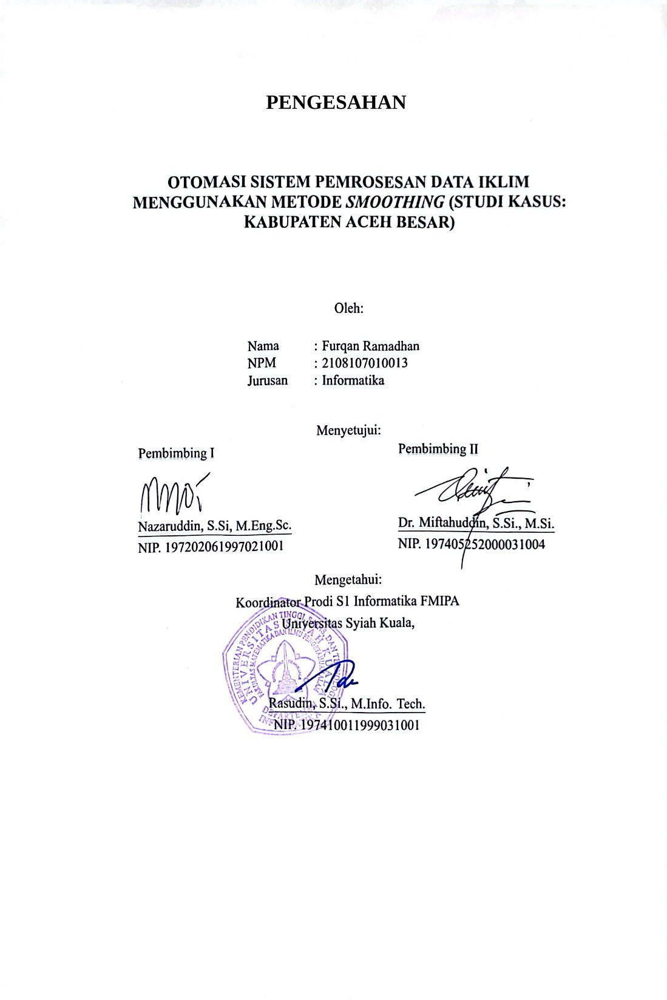 PENGESAHAN
OTOMASI SISTEM PEMROSESAN DATA IKLIM
MENGGUNAKAN METODE SMOOTHING (STUDI KASUS:
KABUPATEN ACEH BESAR)
Oleh:
Nama : Furqan Ramadhan
NPM : 2108107010013
Jurusan : Informatika
Menyetujui:
Pembimbing I
Nazaruddin, S.Si, M.Eng.Sc.
NIP. 197202061997021001
Pembimbing II
Dr. Miftahuddin, S.Si., M.Si.
NIP. 197405252000031004
Mengetahui:
Koordinator Prodi S1 Informatika FMIPA
Universitas Syiah Kuala,
KEMENTERIAN PENDIDIKAN TINGGI, SAINS, DAN TEKNOLOGI
UNIVERSITAS SYIAH KUALA
FAKULTAS MATEMATIKA DAN ILMU PENGETAHUAN ALAM
DEPARTEMEN
INFORMATIKA
Rasudin, S.Si., M.Info. Tech.
NIP. 197410011999031001